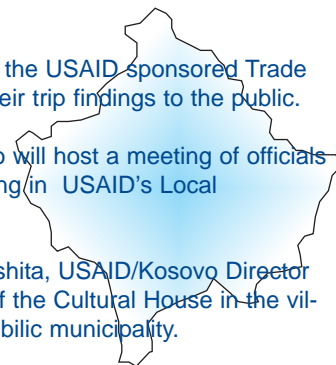 the USAID sponsored Trade
eir trip findings to the public.
o will host a meeting of officials
ng in USAID's Local
shita, USAID/Kosovo Director
f the Cultural House in the vil-
bilic municipality.